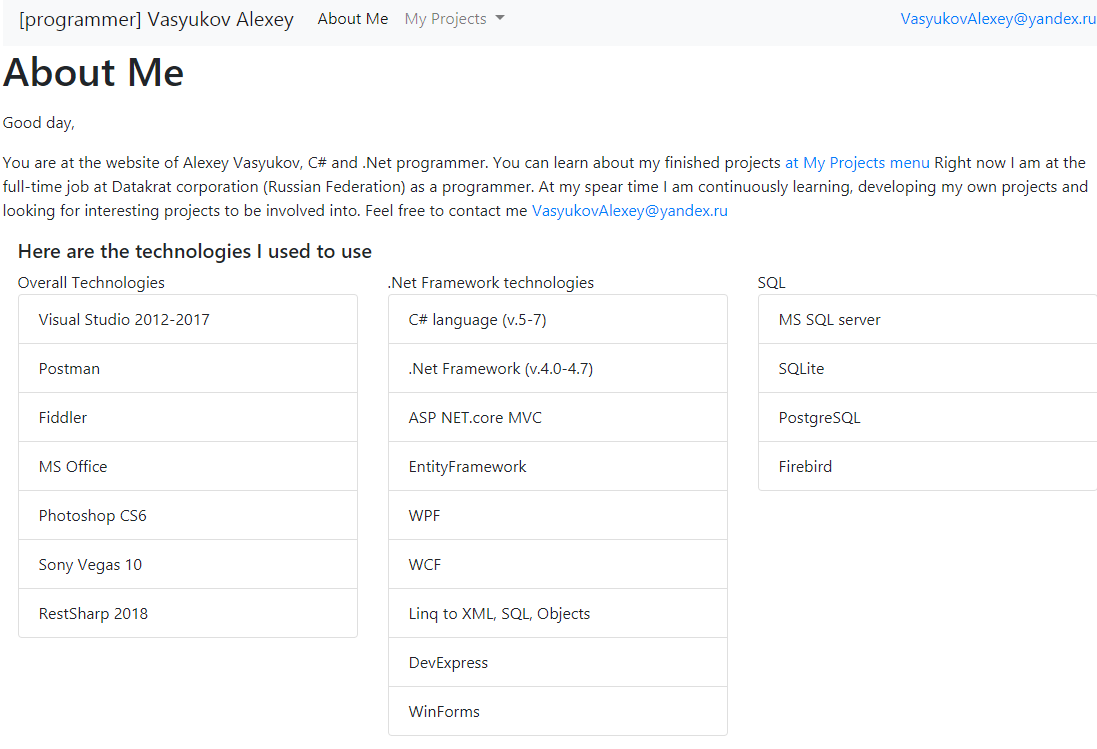 [programmer] Vasyukov Alexey About Me My Projects VasyukovAlexey@yandex.ru
About Me
Good day,
You are at the website of Alexey Vasyukov, C# and .Net programmer. You can learn about my finished projects at My Projects menu Right now I am at the
full-time job at Datakrat corporation (Russian Federation) as a programmer. At my spear time I am continuously learning, developing my own projects and
looking for interesting projects to be involved into. Feel free to contact me VasyukovAlexey@yandex.ru
Here are the technologies I used to use
Overall Technologies
Visual Studio 2012-2017
Postman
Fiddler
MS Office
Photoshop CS6
Sony Vegas 10
RestSharp 2018
.Net Framework technologies
C# language (v.5-7)
.Net Framework (v.4.0-4.7)
ASP NET.core MVC
EntityFramework
WPF
WCF
Linq to XML, SQL, Objects
DevExpress
WinForms
SQL
MS SQL server
SQLite
PostgreSQL
Firebird